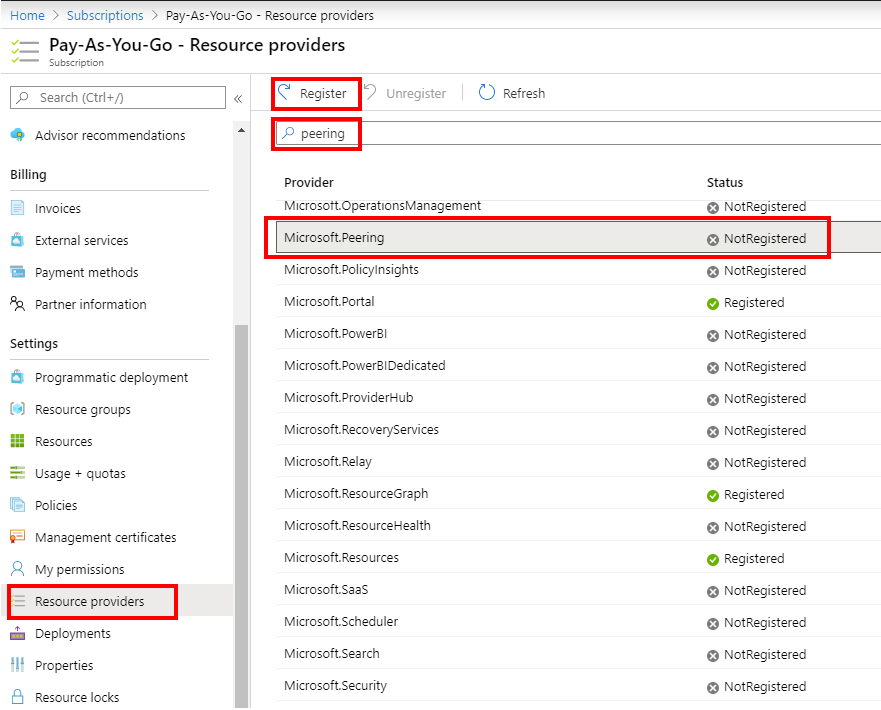 Home > Subscriptions > Pay-As-You-Go - Resource providers
Pay-As-You-Go - Resource providers
Subscription
Search (Ctrl+/)
«
Advisor recommendations
Billing
Invoices
External services
Payment methods
Partner information
Settings
Programmatic deployment
Resource groups
Resources
Usage + quotas
Policies
Management certificates
My permissions
Resource providers
Deployments
Properties
Resource locks
Register Unregister Refresh
peering
Provider Status
Microsoft.OperationsManagement NotRegistered
Microsoft.Peering NotRegistered
Microsoft.PolicyInsights NotRegistered
Microsoft.Portal Registered
Microsoft.PowerBI NotRegistered
Microsoft.PowerBIDedicated NotRegistered
Microsoft.ProviderHub NotRegistered
Microsoft.RecoveryServices NotRegistered
Microsoft.Relay NotRegistered
Microsoft.ResourceGraph Registered
Microsoft.ResourceHealth NotRegistered
Microsoft.Resources Registered
Microsoft.SaaS NotRegistered
Microsoft.Scheduler NotRegistered
Microsoft.Search NotRegistered
Microsoft.Security NotRegistered